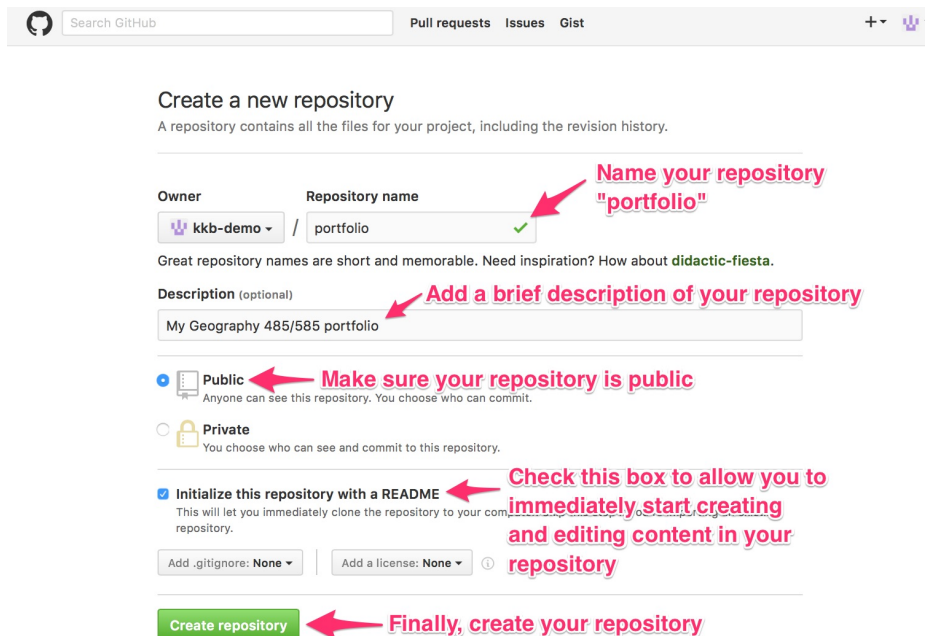 Search GitHub
Pull requests Issues Gist
Create a new repository
A repository contains all the files for your project, including the revision history.
Name your repository
"portfolio"
Owner Repository name
kkb-demo / portfolio
Great repository names are short and memorable. Need inspiration? How about didactic-fiesta.
Description (optional)
Add a brief description of your repository
My Geography 485/585 portfolio
Public
Make sure your repository is public
Anyone can see this repository. You choose who can commit.
Private
You choose who can see and commit to this repository.
Check this box to allow you to
immediately start creating
and editing content in your
repository
Initialize this repository with a README
This will let you immediately clone the repository to your
repository.
Add .gitignore: None Add a license: None
Create repository
Finally, create your repository